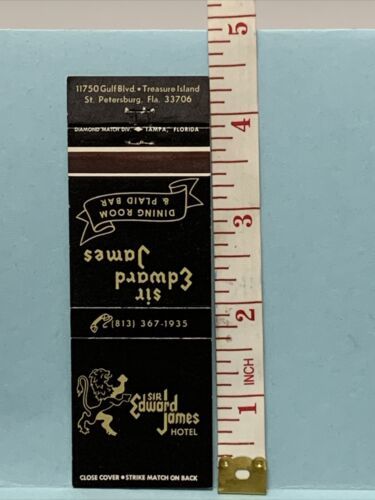 11750 Gulf Blvd. • Treasure Island
St. Petersburg, Fla. 33706
DIAMOND MATCH DIV. TAMPA, FLORIDA
sir
Edward
James
DINING ROOM
& PLAID BAR
(813) 367-1935
SIR
Edward
James
HOTEL
CLOSE COVER • STRIKE MATCH ON BACK
5
4
3
2
1
INCH